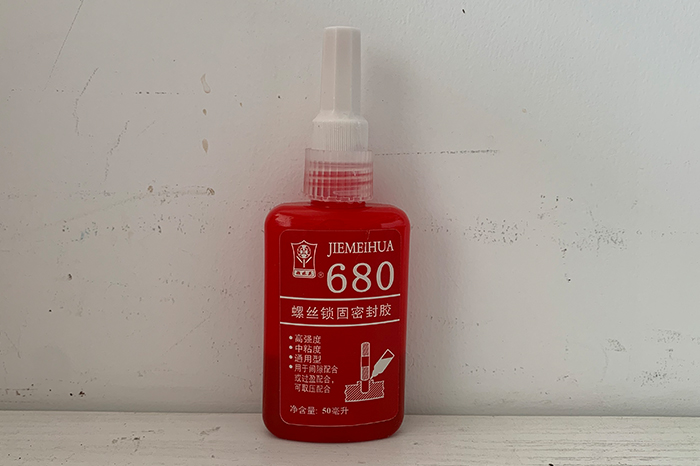 JIEMEiHUA
®
680
螺丝锁固密封胶
•高强度
•中粘度
•通用型
•用于间隙配合
或过盈配合,
可取压配合
净含量: 50毫升